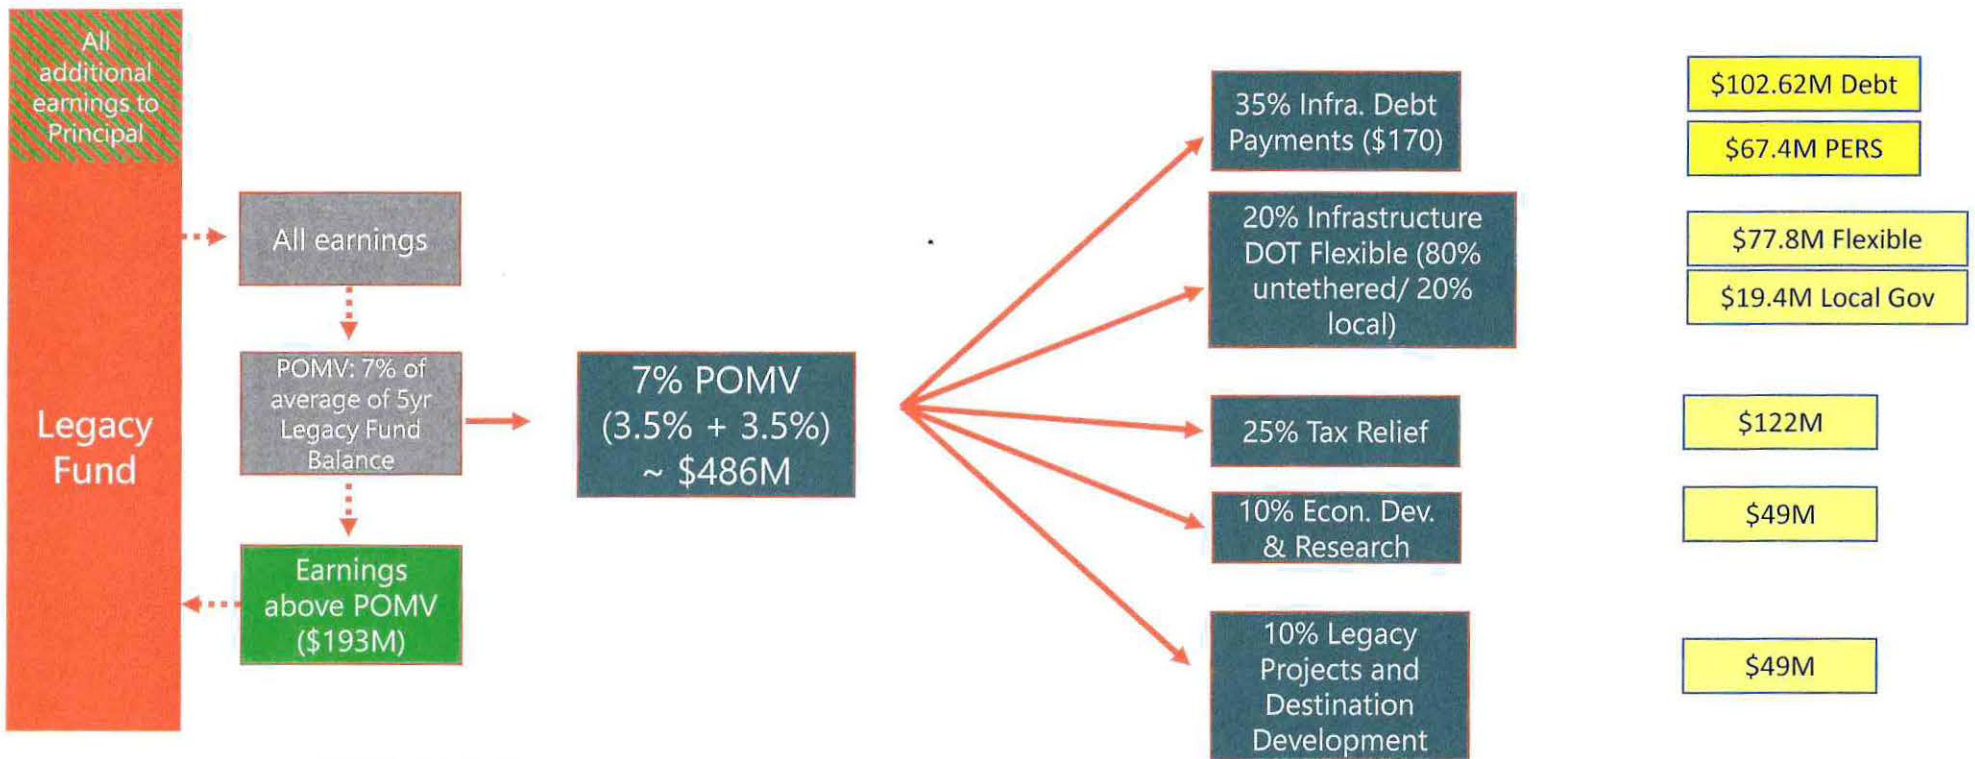 All
additional
earnings to
Principal
Legacy
Fund
All earnings
POMV: 7% of
average of 5yr
Legacy Fund
Balance
Earnings
above POMV
($193M)
7% POMV
(3.5% + 3.5%)
~ $486M
35% Infra. Debt
Payments ($170)
20% Infrastructure
DOT Flexible (80%
untethered/ 20%
local)
25% Tax Relief
10% Econ. Dev.
& Research
10% Legacy
Projects and
Destination
Development
$102.62M Debt
$67.4M PERS
$77.8M Flexible
$19.4M Local Gov
$122M
$49M
$49M